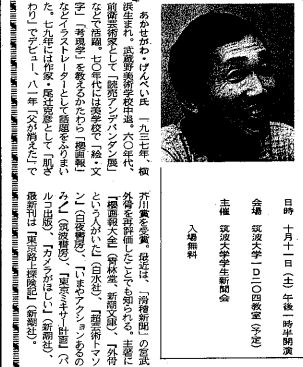 あかせがわ・げんぺい氏 一九三七年、横
浜生まれ。武蔵野美術学校中退。六〇年代、
前衛芸術家として「読売アンデパンダン展」
などで活躍。七〇年代には美学校で、「絵・文
字」「考現学」を教えるかたわら「櫻画報」
などイラストレーターとして話題をふりまい
た。七九年には作家・尾辻克彦として「肌ざ
わり」でデビュー、八一年「父が消えた」で
芥川賞を受賞。最近は、「滑稽新聞」の宮武
外骨を再評価したことでも知られる。主著に
「櫻画報大全」（青林堂、新潮文庫）、「外骨
という人がいた」（白水社）、「超芸術トマソ
ン」（白夜書房）、「いまやアクションあるの
み！」（筑摩書房）、「東京ミキサー計画」（パ
ルコ出版）、「カメラがほしい」（新潮社）、
最新刊は「東京路上探険記」（新潮社）。
日時 十月十一日（土）午後一時半開演
会場 筑波大学一D二〇四教室（予定）
主催 筑波大学学生新聞会
入場無料